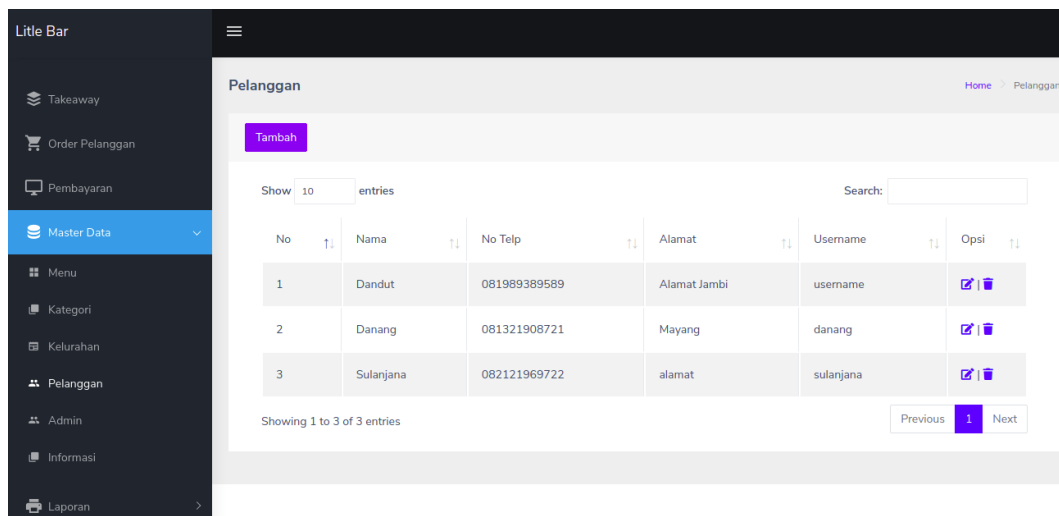 Litle Bar
Takeaway
Order Pelanggan
Pembayaran
Master Data
Menu
Kategori
Kelurahan
Pelanggan
Admin
Informasi
Laporan
Pelanggan
Home > Pelanggan
Tambah
Show 10 entries
Search:
No Nama No Telp Alamat Username Opsi
1 Dandut 081989389589 Alamat Jambi username |
2 Danang 081321908721 Mayang danang |
3 Sulanjana 082121969722 alamat sulanjana |
Showing 1 to 3 of 3 entries
Previous 1 Next